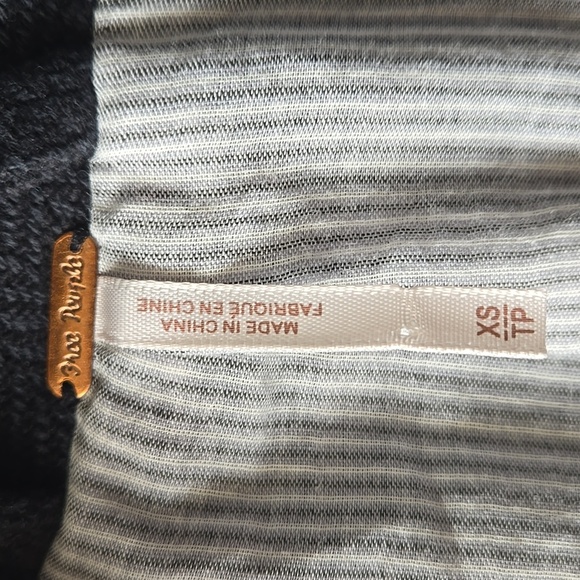 Free People
MADE IN CHINA
FABRIQUE EN CHINE
XS
TP